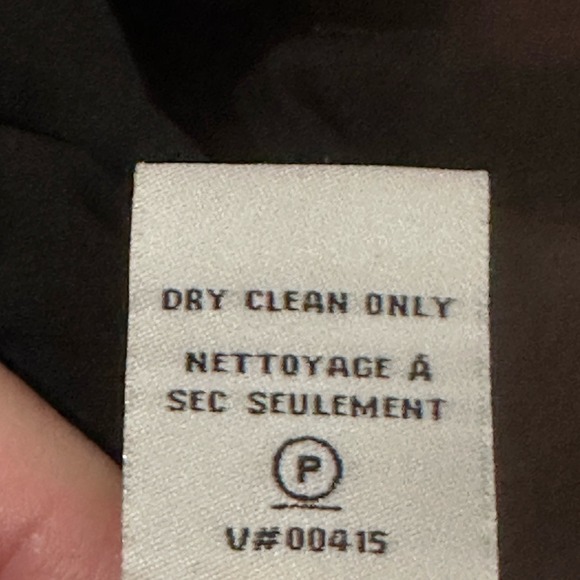 DRY CLEAN ONLY
NETTOYAGE Á
SEC SEULEMENT
P
V#00415